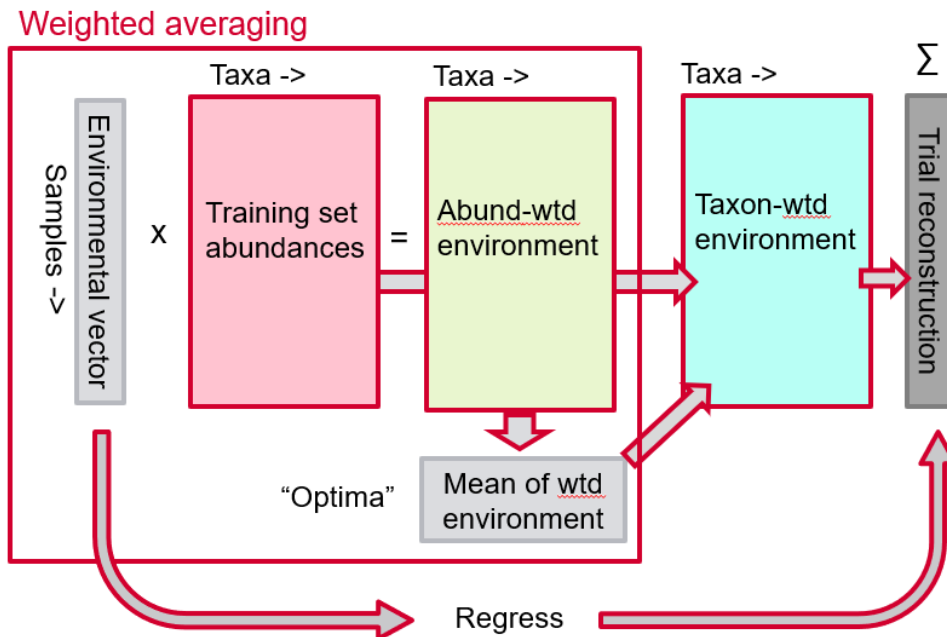 Weighted averaging
Taxa ->
Taxa ->
Taxa ->
∑
Samples ->
Environmental vector
x
Training set
abundances
=
Abund-wtd
environment
Taxon-wtd
environment
Trial reconstruction
“Optima”
Mean of wtd
environment
Regress